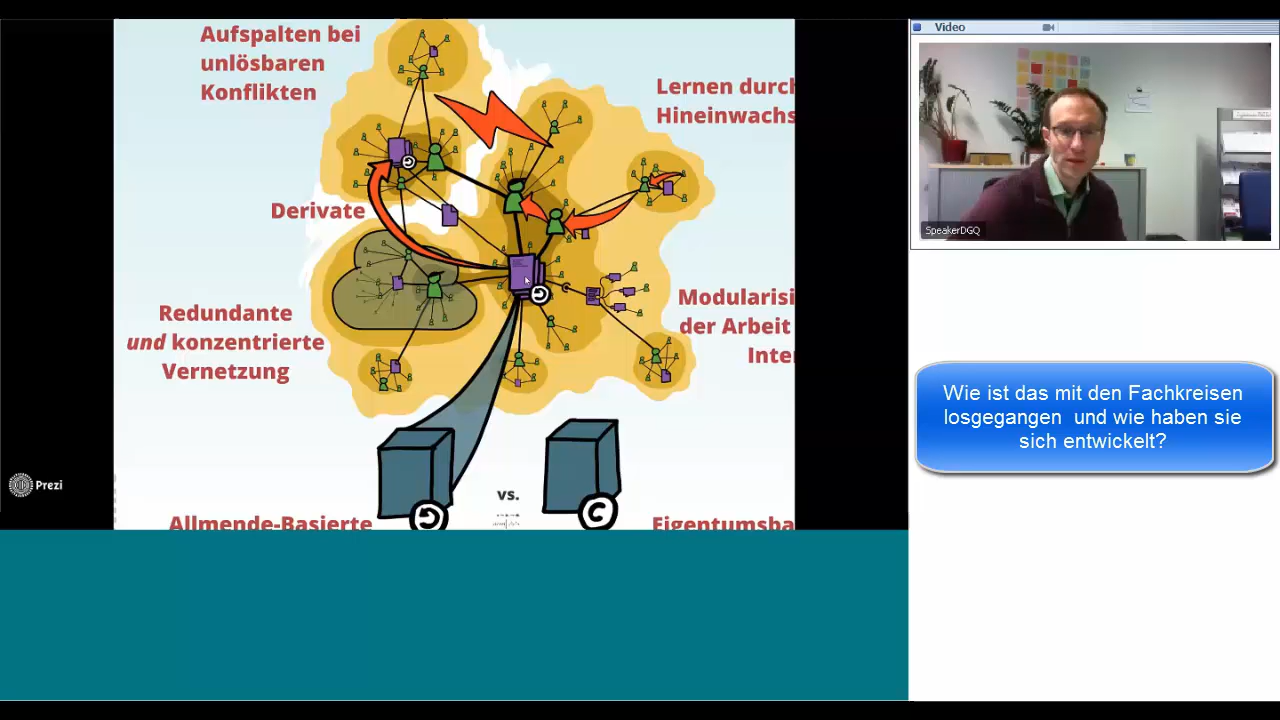 Aufspalten bei
unlösbaren
Konflikten
Lernen durch
Hineinwachs
Derivate
Redundante
und konzentrierte
Vernetzung
Modularisi
der Arbeit
Inter
Prezi
vs.
C
C
Allmende-Basierte
Eigentumsba
Video
SpeakerDGQ
Wie ist das mit den Fachkreisen
losgegangen und wie haben sie
sich entwickelt?